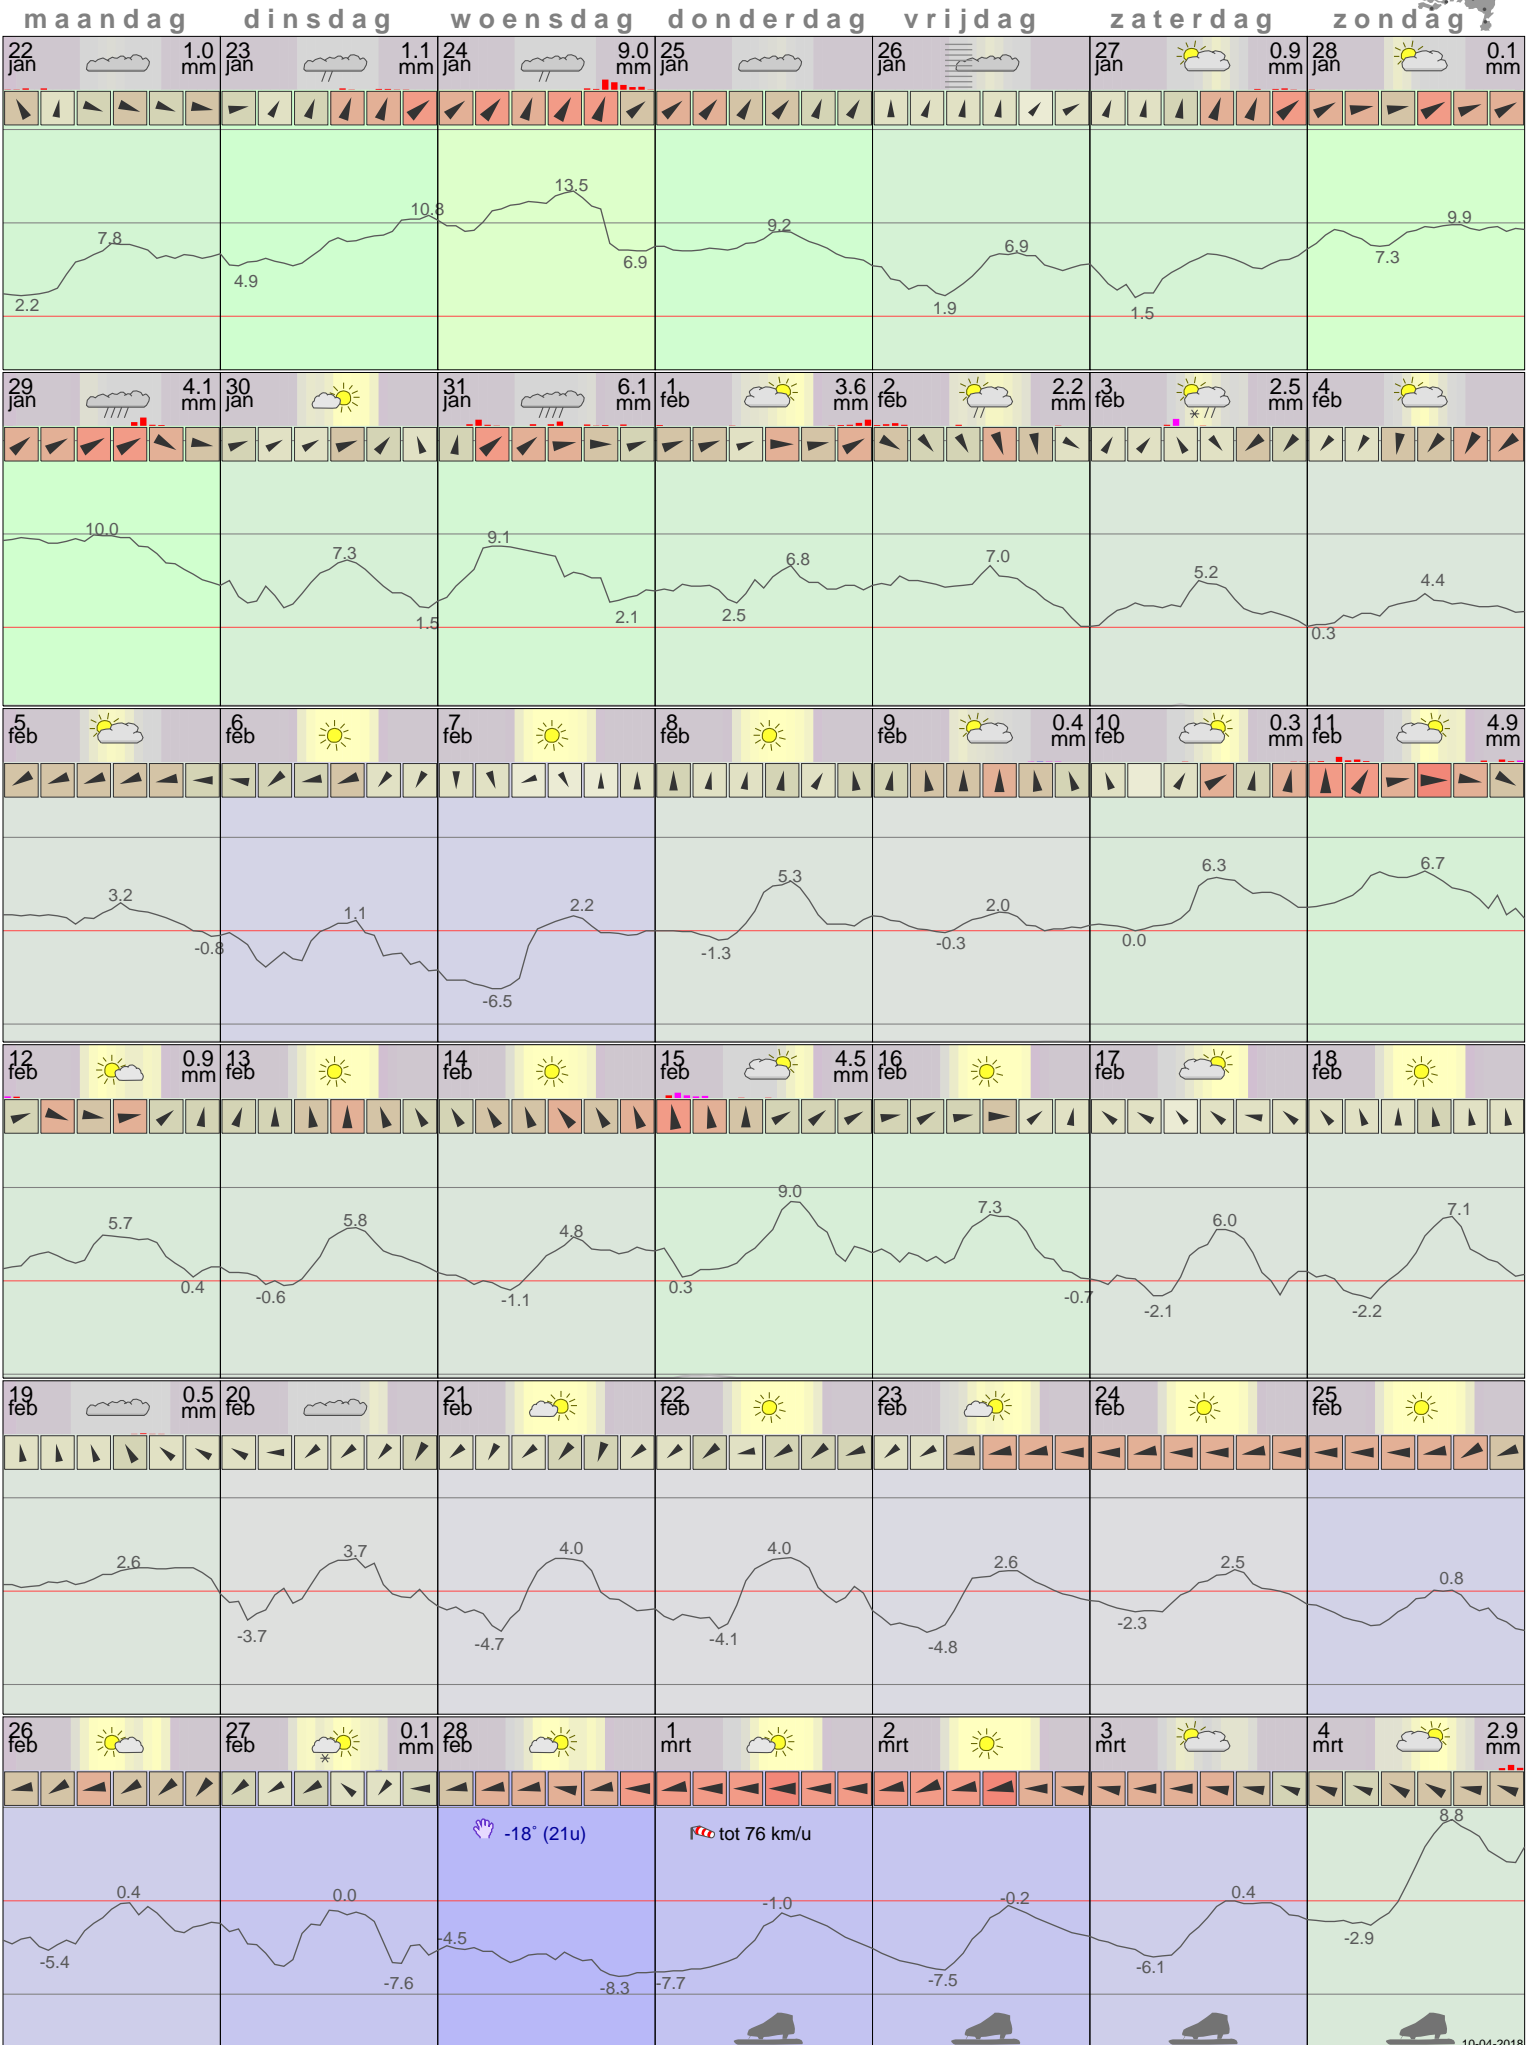 maandag dinsdag woensdag donderdag vrijdag zaterdag zondag
22 jan 1.0 mm 23 jan 1.1 mm 24 jan 9.0 mm 25 jan 26 jan 27 jan 0.9 mm 28 jan 0.1 mm
7.8 2.2 4.9 10.8 13.5 6.9 9.2 1.9 6.9 1.5 7.3 9.9
29 jan 4.1 mm 30 jan 31 jan 6.1 mm 1 feb 3.6 mm 2 feb 2.2 mm 3 feb 2.5 mm 4 feb
10.0 7.3 1.5 9.1 2.1 2.5 6.8 7.0 5.2 0.3 4.4
5 feb 6 feb 7 feb 8 feb 9 feb 0.4 mm 10 feb 0.3 mm 11 feb 4.9 mm
3.2 -0.8 1.1 -6.5 2.2 -1.3 5.3 -0.3 2.0 0.0 6.3 6.7
12 feb 0.9 mm 13 feb 14 feb 15 feb 4.5 mm 16 feb 17 feb 18 feb
5.7 0.4 -0.6 5.8 -1.1 4.8 0.3 9.0 7.3 -0.7 -2.1 6.0 -2.2 7.1
19 feb 0.5 mm 20 feb 21 feb 22 feb 23 feb 24 feb 25 feb
2.6 -3.7 3.7 -4.7 4.0 -4.1 4.0 -4.8 2.6 -2.3 2.5 0.8
26 feb 27 feb 0.1 mm 28 feb 1 mrt 2 mrt 3 mrt 4 mrt 2.9 mm
-18° (21u) tot 76 km/u
-5.4 0.4 0.0 -7.6 -4.5 -8.3 -7.7 -1.0 -7.5 -0.2 -6.1 0.4 -2.9 8.8
10-04-2018